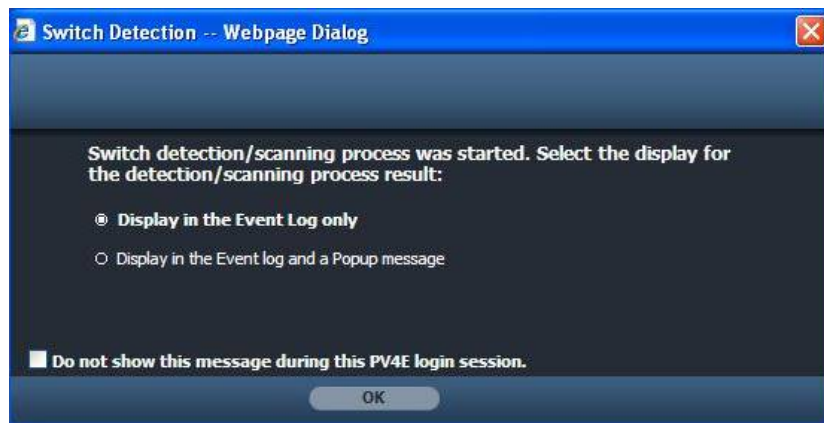 Switch Detection -- Webpage Dialog
Switch detection/scanning process was started. Select the display for
the detection/scanning process result:
Display in the Event Log only
Display in the Event log and a Popup message
Do not show this message during this PV4E login session.
OK